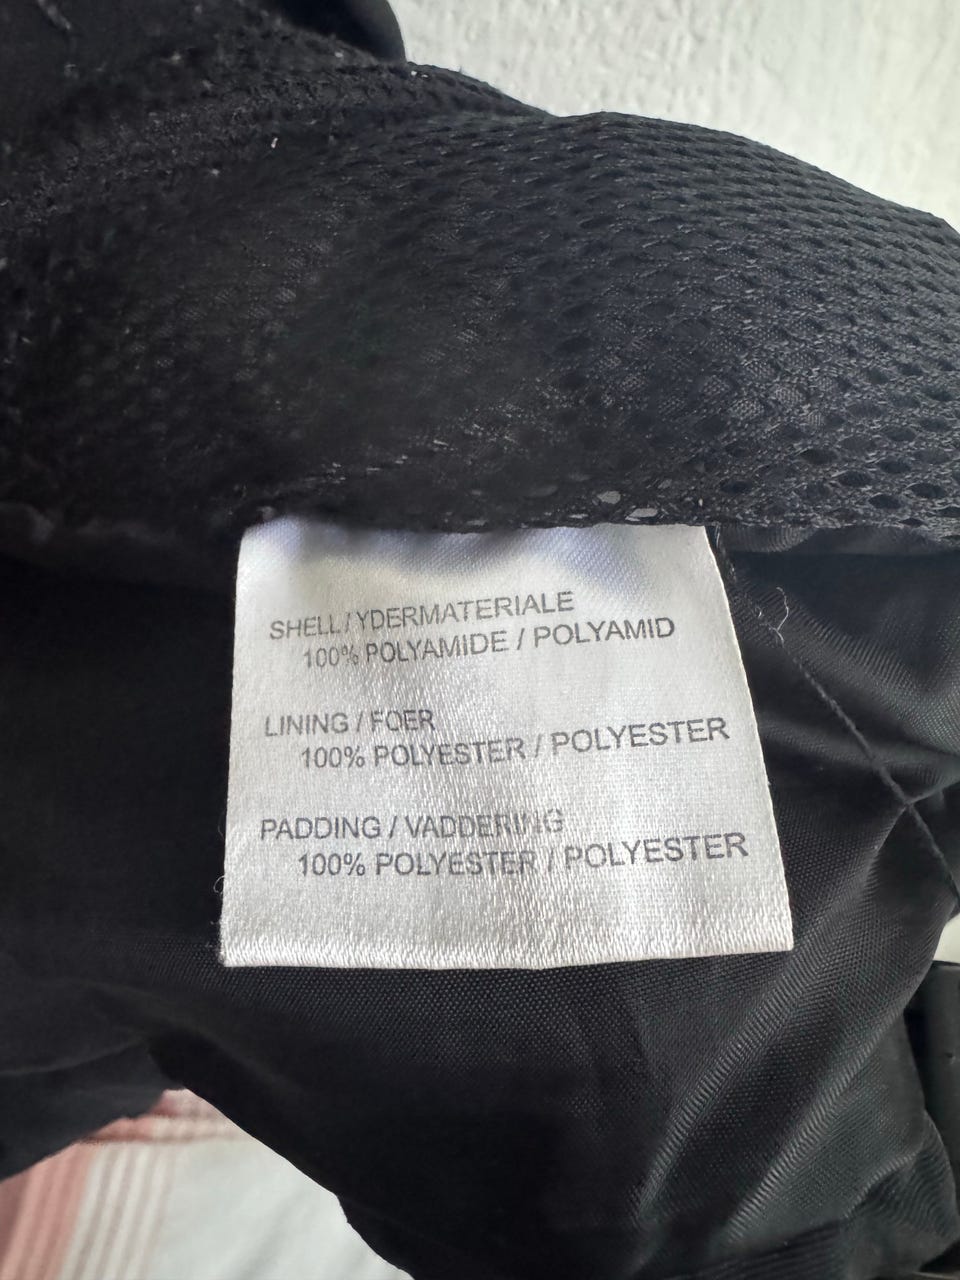 SHELL / YDERMATERIALE
100% POLYAMIDE / POLYAMID
LINING / FOER
100% POLYESTER / POLYESTER
PADDING / VADDERING
100% POLYESTER / POLYESTER